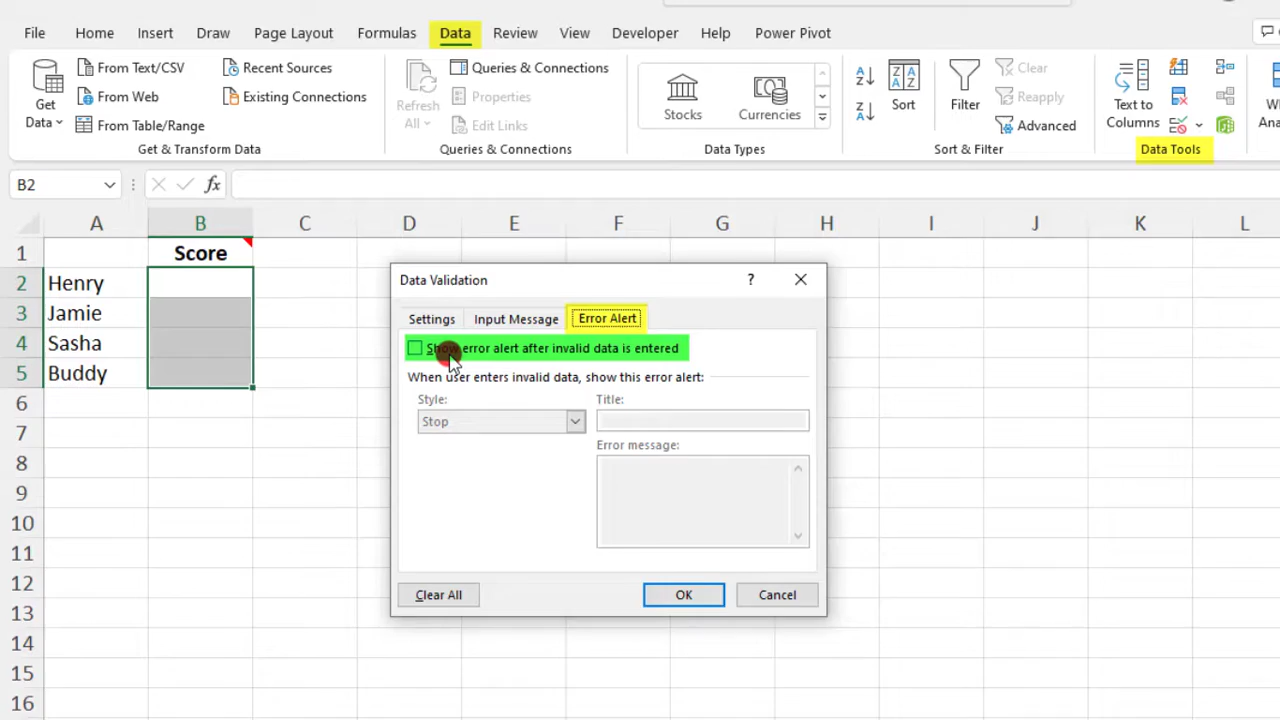 File Home Insert Draw Page Layout Formulas Data Review View Developer Help Power Pivot
Get Data
From Text/CSV
From Web
From Table/Range
Recent Sources
Existing Connections
Get & Transform Data
Refresh All
Queries & Connections
Properties
Edit Links
Queries & Connections
Stocks
Currencies
Data Types
Sort
Filter
Clear
Reapply
Advanced
Sort & Filter
Text to Columns
Data Tools
B2
fx
A B C D E F G H I J K L
1 Score
2 Henry
3 Jamie
4 Sasha
5 Buddy
6
7
8
9
10
11
12
13
14
15
16
Data Validation
?
Settings Input Message Error Alert
Show error alert after invalid data is entered
When user enters invalid data, show this error alert:
Style:
Stop
Title:
Error message:
Clear All OK Cancel